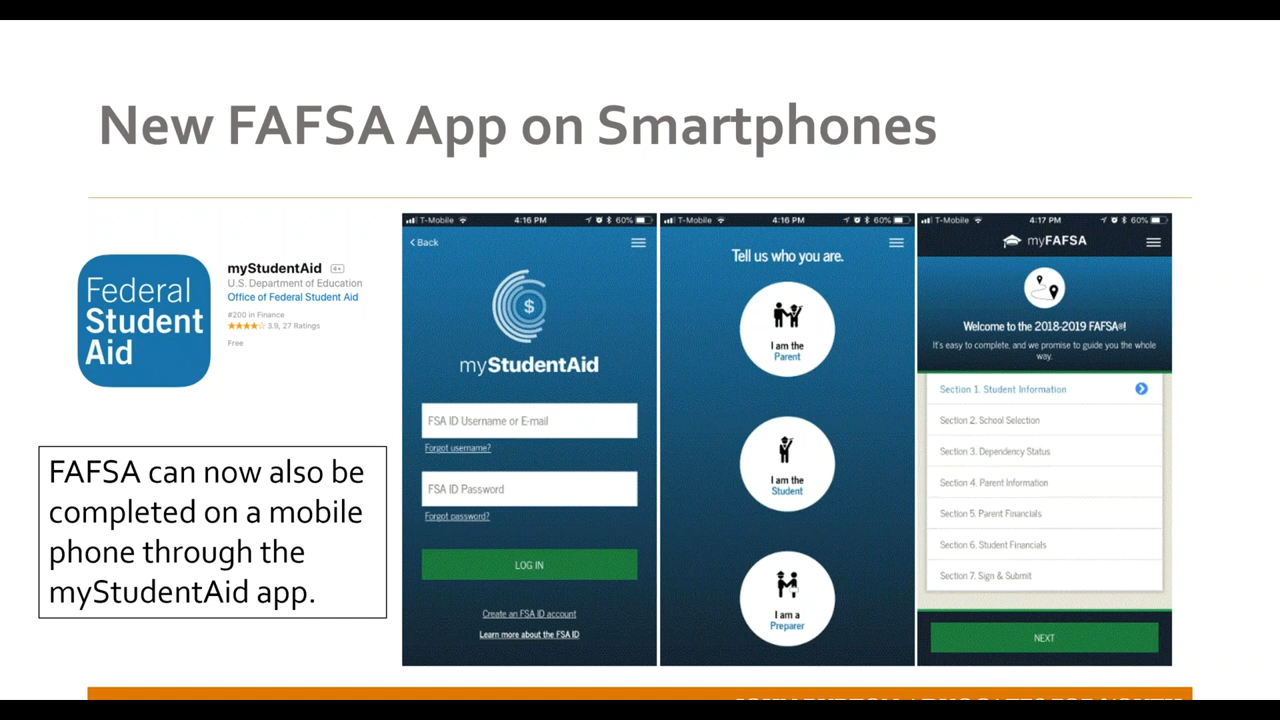 New FAFSA App on Smartphones
Federal
Student
Aid
myStudentAid 4+
U.S. Department of Education
Office of Federal Student Aid
#200 in Finance
★★★★☆ 3.9, 27 Ratings
Free
FAFSA can now also be
completed on a mobile
phone through the
myStudentAid app.
T-Mobile 4:16 PM 60%
< Back
$
myStudentAid
FSA ID Username or E-mail
Forgot username?
FSA ID Password
Forgot password?
LOG IN
Create an FSA ID account
Learn more about the FSA ID
T-Mobile 4:16 PM 60%
Tell us who you are.
I am the
Parent
I am the
Student
I am a
Preparer
T-Mobile 4:17 PM 60%
myFAFSA
Welcome to the 2018-2019 FAFSA®!
It's easy to complete, and we promise to guide you the whole
way.
Section 1. Student Information
Section 2. School Selection
Section 3. Dependency Status
Section 4. Parent Information
Section 5. Parent Financials
Section 6. Student Financials
Section 7. Sign & Submit
NEXT